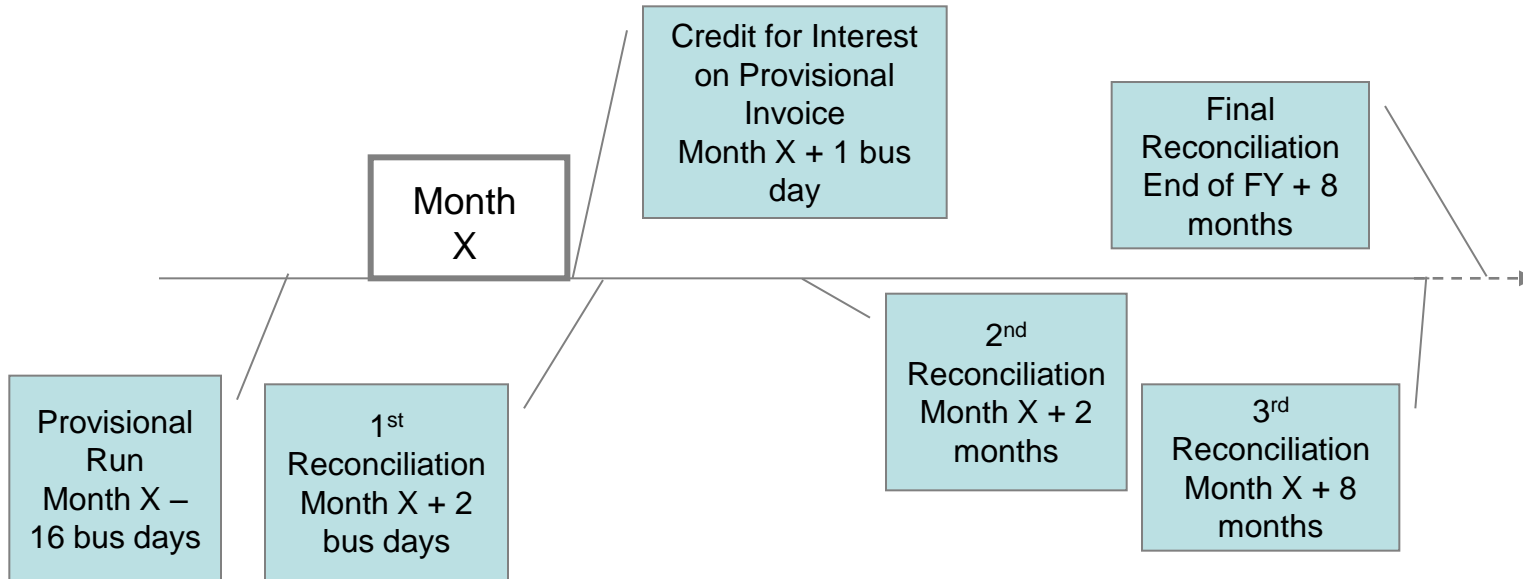 Credit for Interest
on Provisional
Invoice
Month X + 1 bus
day
Final
Reconciliation
End of FY + 8
months
Month
X
Provisional
Run
Month X –
16 bus days
1st
Reconciliation
Month X + 2
bus days
2nd
Reconciliation
Month X + 2
months
3rd
Reconciliation
Month X + 8
months